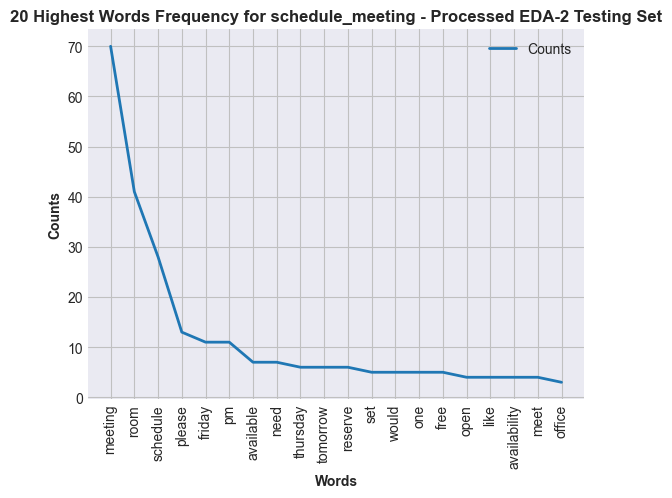 20 Highest Words Frequency for schedule_meeting - Processed EDA-2 Testing Set
Counts
70
60
50
40
30
20
10
0
Counts
meeting
room
schedule
please
friday
pm
available
need
thursday
tomorrow
reserve
set
would
one
free
open
like
availability
meet
office
Words